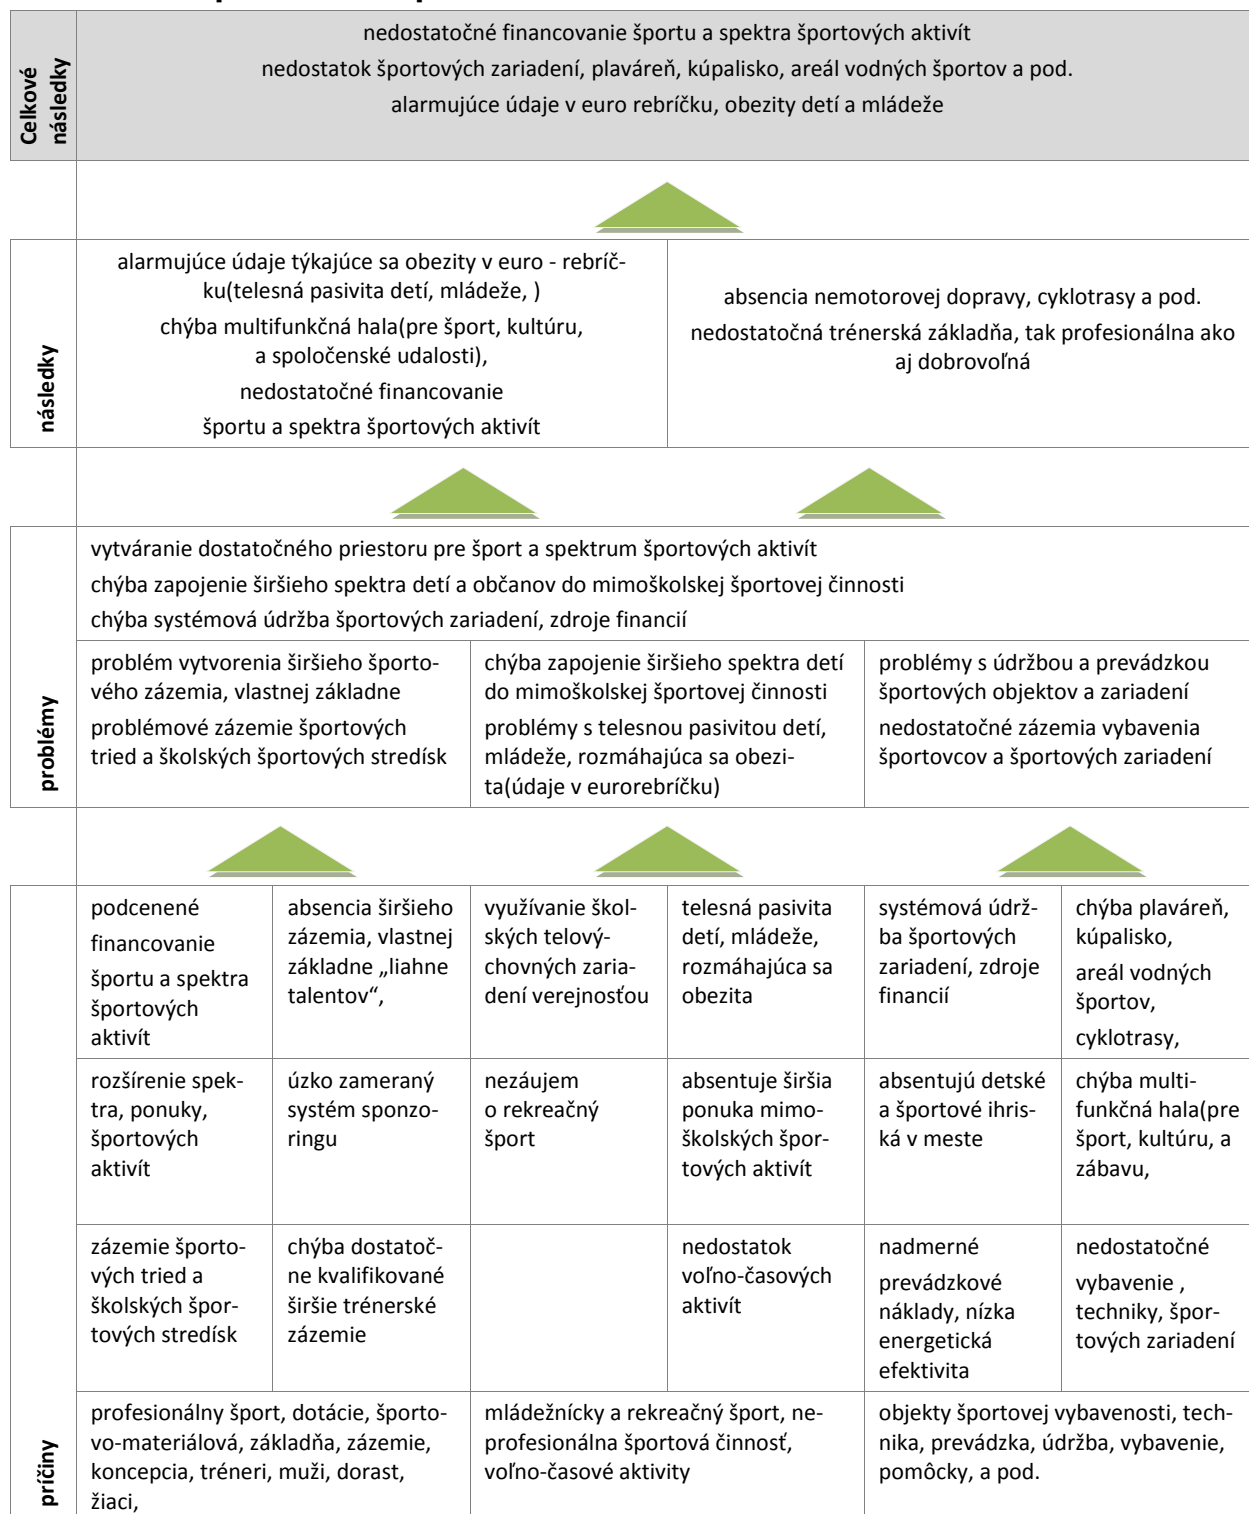 Celkové
následky
nedostatočné financovanie športu a spektra športových aktivít
nedostatok športových zariadení, plaváreň, kúpalisko, areál vodných športov a pod.
alarmujúce údaje v euro rebríčku, obezity detí a mládeže
následky
alarmujúce údaje týkajúce sa obezity v euro - rebríč-
ku(telesná pasivita detí, mládeže, )
chýba multifunkčná hala(pre šport, kultúru,
a spoločenské udalosti),
nedostatočné financovanie
športu a spektra športových aktivít
absencia nemotorovej dopravy, cyklotrasy a pod.
nedostatočná trénerská základňa, tak profesionálna ako
aj dobrovoľná
problémy
vytváranie dostatočného priestoru pre šport a spektrum športových aktivít
chýba zapojenie širšieho spektra detí a občanov do mimoškolskej športovej činnosti
chýba systémová údržba športových zariadení, zdroje financií
problém vytvorenia širšieho športo-
vého zázemia, vlastnej základne
problémové zázemie športových
tried a školských športových stredísk
chýba zapojenie širšieho spektra detí
do mimoškolskej športovej činnosti
problémy s telesnou pasivitou detí,
mládeže, rozmáhajúca sa obezi-
ta(údaje v eurorebríčku)
problémy s údržbou a prevádzkou
športových objektov a zariadení
nedostatočné zázemia vybavenia
športovcov a športových zariadení
príčiny
podcenené
financovanie
športu a spektra
športových
aktivít
absencia širšieho
zázemia, vlastnej
základne „liahne
talentov“,
využívanie škol-
ských telový-
chovných zaria-
dení verejnosťou
telesná pasivita
detí, mládeže,
rozmáhajúca sa
obezita
systémová údrž-
ba športových
zariadení, zdroje
financií
chýba plaváreň,
kúpalisko,
areál vodných
športov,
cyklotrasy,
rozšírenie spek-
tra, ponuky,
športových
aktivít
úzko zameraný
systém sponzo-
ringu
nezáujem
o rekreačný
šport
absentuje širšia
ponuka mimo-
školských špor-
tových aktivít
absentujú detské
a športové ihris-
ká v meste
chýba multi-
funkčná hala(pre
šport, kultúru, a
zábavu,
zázemie športo-
vých tried a
školských špor-
tových stredísk
chýba dostatoč-
ne kvalifikované
širšie trénerské
zázemie
nedostatok
voľno-časových
aktivít
nadmerné
prevádzkové
náklady, nízka
energetická
efektivita
nedostatočné
vybavenie ,
techniky, špor-
tových zariadení
profesionálny šport, dotácie, športo-
vo-materiálová, základňa, zázemie,
koncepcia, tréneri, muži, dorast,
žiaci,
mládežnícky a rekreačný šport, ne-
profesionálna športová činnosť,
voľno-časové aktivity
objekty športovej vybavenosti, tech-
nika, prevádzka, údržba, vybavenie,
pomôcky, a pod.